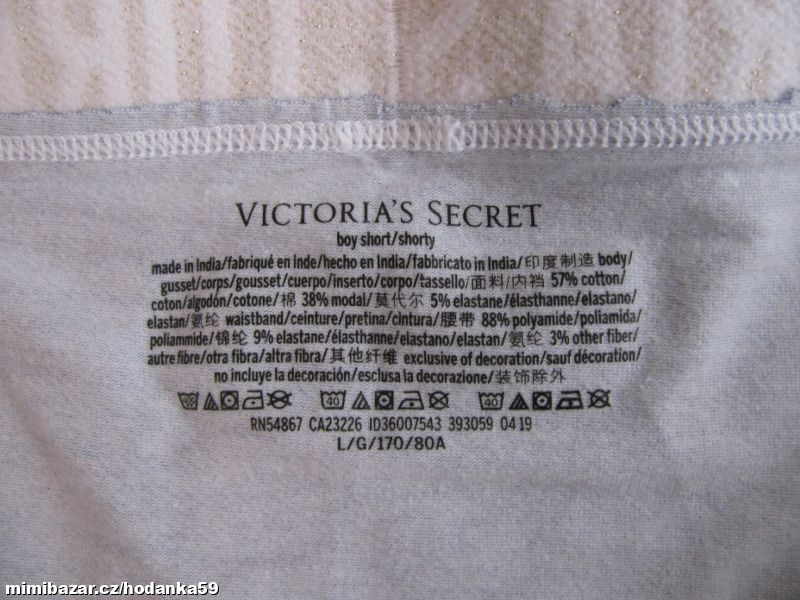 VICTORIA'S SECRET
boy short/shorty
made in India/fabriqué en Inde/hecho en India/fabbricato in India/印度制造 body/
gusset/corps/gousset/cuerpo/inserto/corpo/tassello/面料/内裆 57% cotton/
coton/algodón/cotone/棉 38% modal/莫代尔 5% elastane/élasthanne/elastano/
elastan/氨纶 waistband/ceinture/pretina/cintura/腰带 88% polyamide/poliamida/
poliammide/锦纶 9% elastane/élasthanne/elastano/elastan/氨纶 3% other fiber/
autre fibre/otra fibra/altra fibra/其他纤维 exclusive of decoration/sauf décoration/
no incluye la decoración/esclusa la decorazione/装饰除外
40 40
RN54867 CA23226 ID36007543 393059 0419
L/G/170/80A
mimibazar.cz/hodanka59